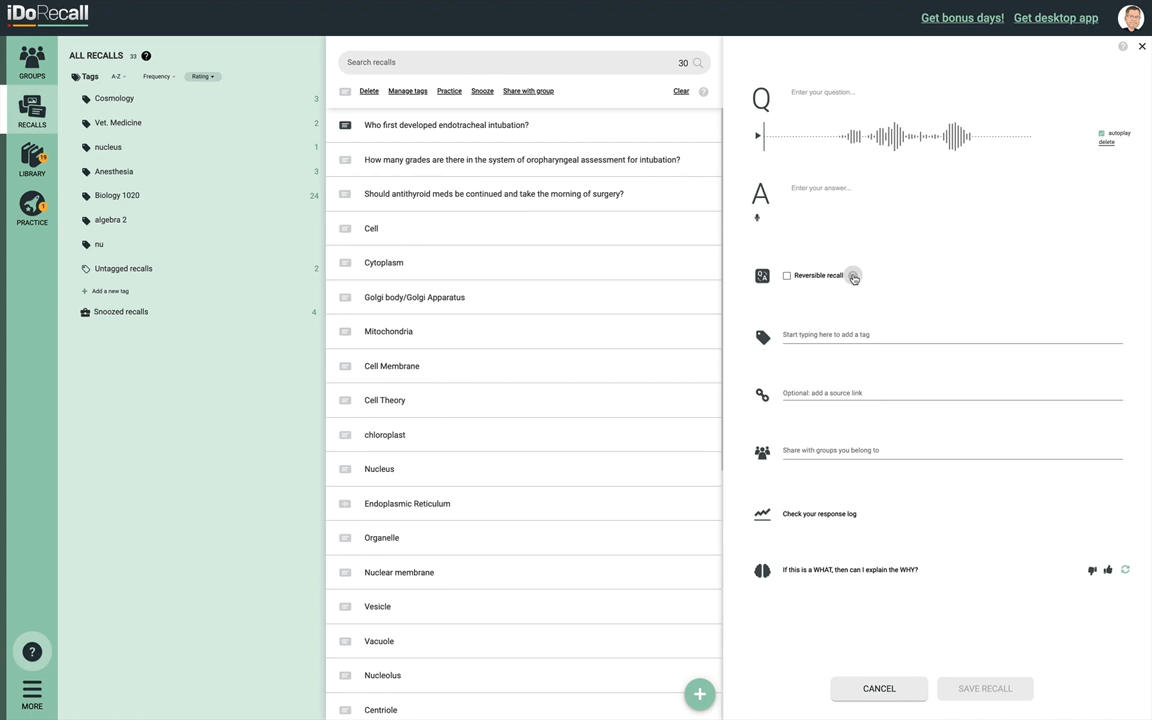 iDoRecall
Get bonus days! Get desktop app
GROUPS
RECALLS
19
LIBRARY
1
PRACTICE
?
MORE
ALL RECALLS 33 ?
Tags A-Z Frequency Rating
Cosmology 3
Vet. Medicine 2
nucleus 1
Anesthesia 3
Biology 1020 24
algebra 2
nu
Untagged recalls 2
+ Add a new tag
Snoozed recalls 4
Search recalls 30
Delete Manage tags Practice Snooze Share with group Clear ?
Who first developed endotracheal intubation?
How many grades are there in the system of oropharyngeal assessment for intubation?
Should antithyroid meds be continued and take the morning of surgery?
Cell
Cytoplasm
Golgi body/Golgi Apparatus
Mitochondria
Cell Membrane
Cell Theory
chloroplast
Nucleus
Endoplasmic Reticulum
Organelle
Nuclear membrane
Vesicle
Vacuole
Nucleolus
Centriole
+
?
Q Enter your question...
autoplay
delete
A Enter your answer...
Q A Reversible recall
Start typing here to add a tag
Optional: add a source link
Share with groups you belong to
Check your response log
If this is a WHAT, then can I explain the WHY?
CANCEL SAVE RECALL